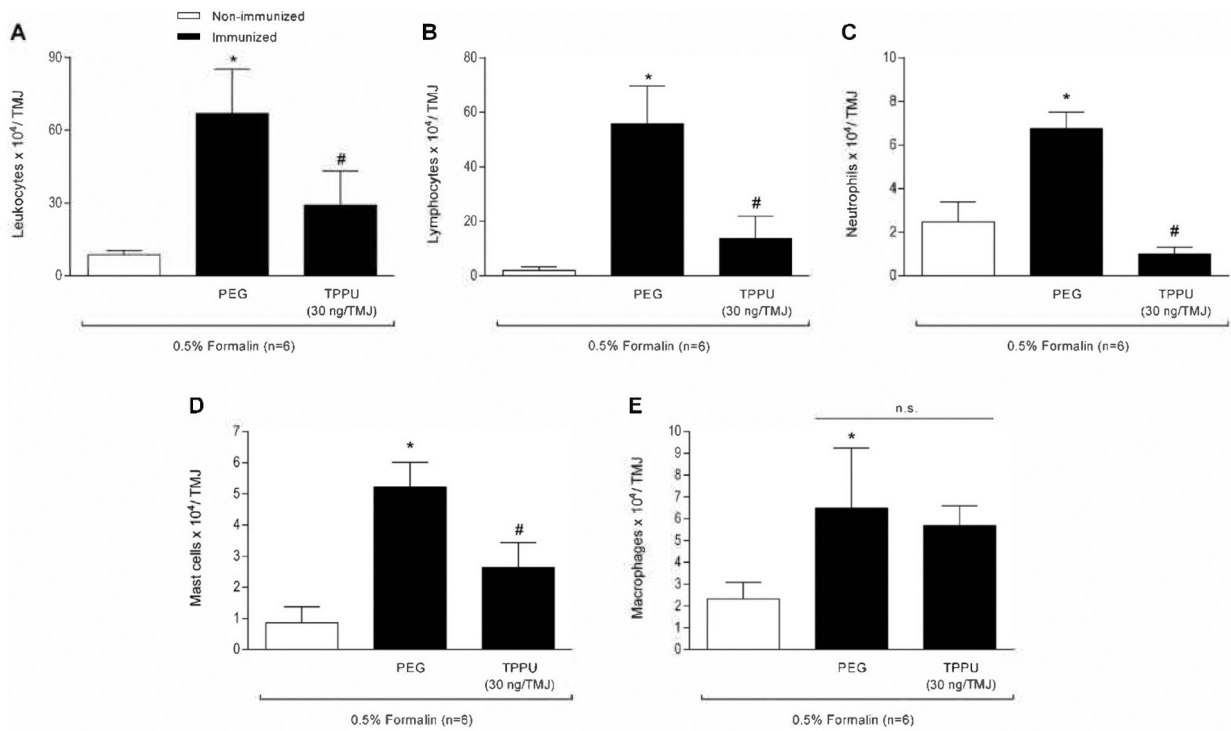 Non-immunized
Immunized
A
Leukocytes x 10⁴/ TMJ
90
60
30
0
*
#
PEG
TPPU
(30 ng/TMJ)
0.5% Formalin (n=6)
B
Lymphocytes x 10⁴/ TMJ
80
60
40
20
0
*
#
PEG
TPPU
(30 ng/TMJ)
0.5% Formalin (n=6)
C
Neutrophils x 10⁴/ TMJ
10
8
6
4
2
0
*
#
PEG
TPPU
(30 ng/TMJ)
0.5% Formalin (n=6)
D
Mast cells x 10⁴/ TMJ
7
6
5
4
3
2
1
0
*
#
PEG
TPPU
(30 ng/TMJ)
0.5% Formalin (n=6)
E
n.s.
Macrophages x 10⁴/ TMJ
10
9
8
7
6
5
4
3
2
1
0
*
PEG
TPPU
(30 ng/TMJ)
0.5% Formalin (n=6)